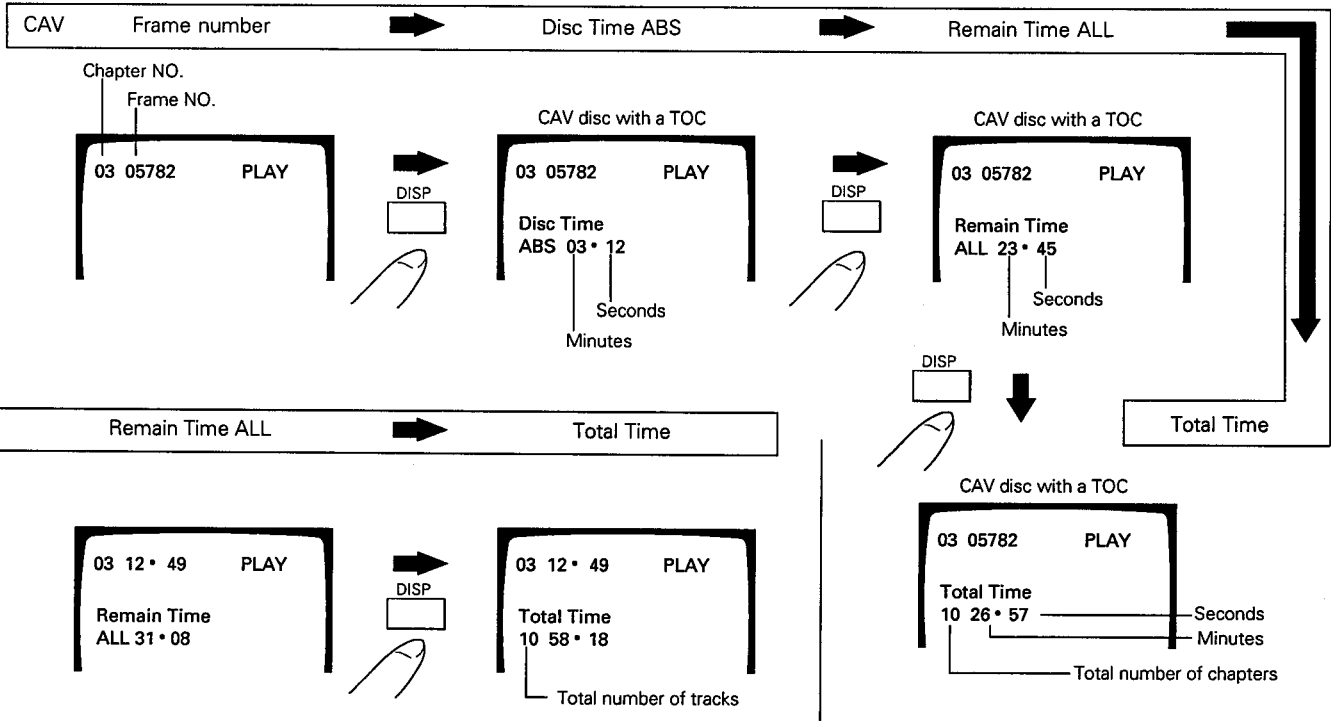 CAV Frame number Disc Time ABS Remain Time ALL
Chapter NO.
Frame NO.
03 05782 PLAY
DISP
CAV disc with a TOC
03 05782 PLAY
Disc Time
ABS 03• 12
Seconds
Minutes
DISP
CAV disc with a TOC
03 05782 PLAY
Remain Time
ALL 23• 45
Seconds
Minutes
DISP
Total Time
CAV disc with a TOC
03 05782 PLAY
Total Time
10 26• 57
Seconds
Minutes
Total number of chapters
Remain Time ALL Total Time
03 12• 49 PLAY
Remain Time
ALL 31•08
DISP
03 12• 49 PLAY
Total Time
10 58• 18
Total number of tracks